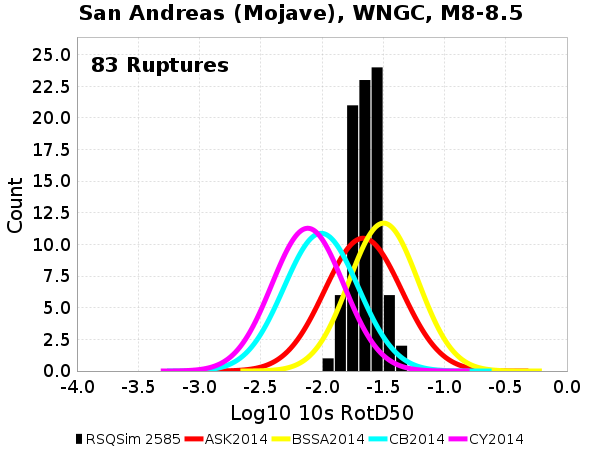 San Andreas (Mojave), WNGC, M8-8.5
83 Ruptures
Count
25.0
22.5
20.0
17.5
15.0
12.5
10.0
7.5
5.0
2.5
0.0
-4.0 -3.5 -3.0 -2.5 -2.0 -1.5 -1.0 -0.5 0.0
Log10 10s RotD50
RSQSim 2585 ASK2014 BSSA2014 CB2014 CY2014